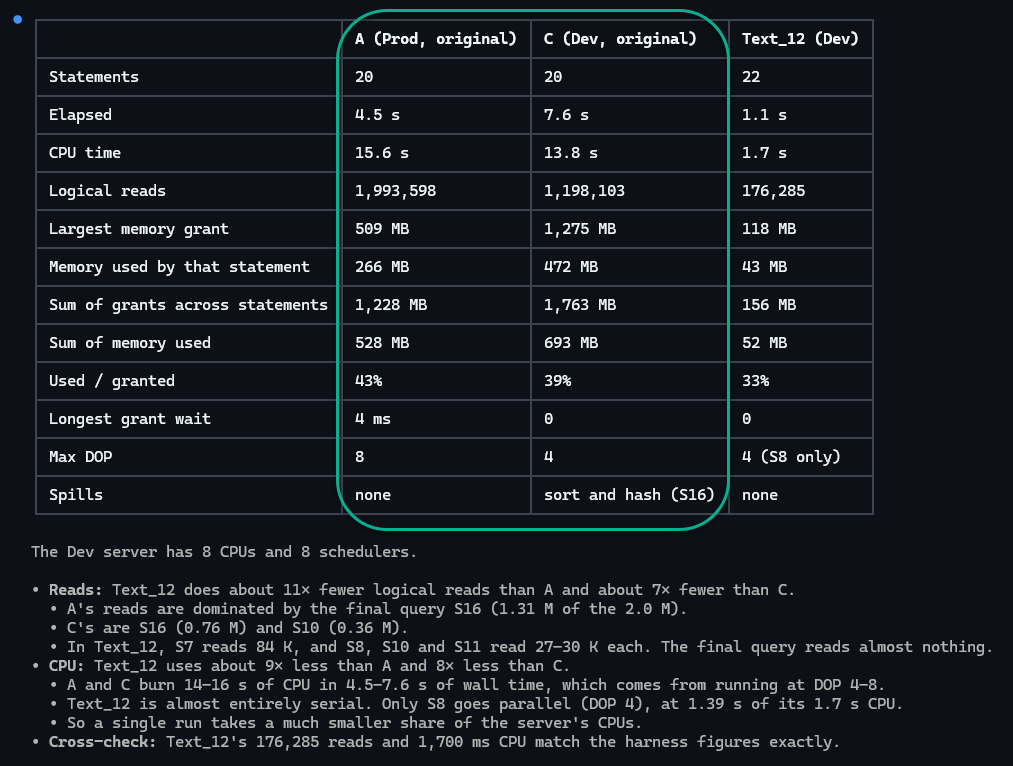 A (Prod, original) C (Dev, original) Text_12 (Dev)
Statements 20 20 22
Elapsed 4.5 s 7.6 s 1.1 s
CPU time 15.6 s 13.8 s 1.7 s
Logical reads 1,993,598 1,198,103 176,285
Largest memory grant 509 MB 1,275 MB 118 MB
Memory used by that statement 266 MB 472 MB 43 MB
Sum of grants across statements 1,228 MB 1,763 MB 156 MB
Sum of memory used 528 MB 693 MB 52 MB
Used / granted 43% 39% 33%
Longest grant wait 4 ms 0 0
Max DOP 8 4 4 (S8 only)
Spills none sort and hash (S16) none
The Dev server has 8 CPUs and 8 schedulers.
• Reads: Text_12 does about 11× fewer logical reads than A and about 7× fewer than C.
• A's reads are dominated by the final query S16 (1.31 M of the 2.0 M).
• C's are S16 (0.76 M) and S10 (0.36 M).
• In Text_12, S7 reads 84 K, and S8, S10 and S11 read 27–30 K each. The final query reads almost nothing.
• CPU: Text_12 uses about 9× less than A and 8× less than C.
• A and C burn 14–16 s of CPU in 4.5–7.6 s of wall time, which comes from running at DOP 4–8.
• Text_12 is almost entirely serial. Only S8 goes parallel (DOP 4), at 1.39 s of its 1.7 s CPU.
• So a single run takes a much smaller share of the server's CPUs.
• Cross-check: Text_12's 176,285 reads and 1,700 ms CPU match the harness figures exactly.